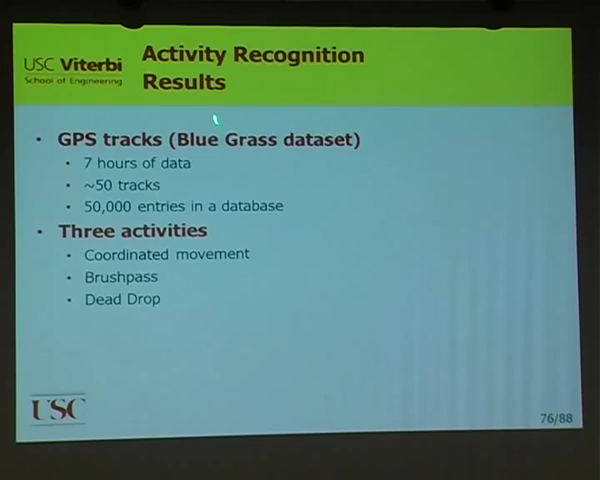 USC Viterbi
School of Engineering
Activity Recognition
Results
• GPS tracks (Blue Grass dataset)
• 7 hours of data
• ~50 tracks
• 50,000 entries in a database
• Three activities
• Coordinated movement
• Brushpass
• Dead Drop
USC
76/88